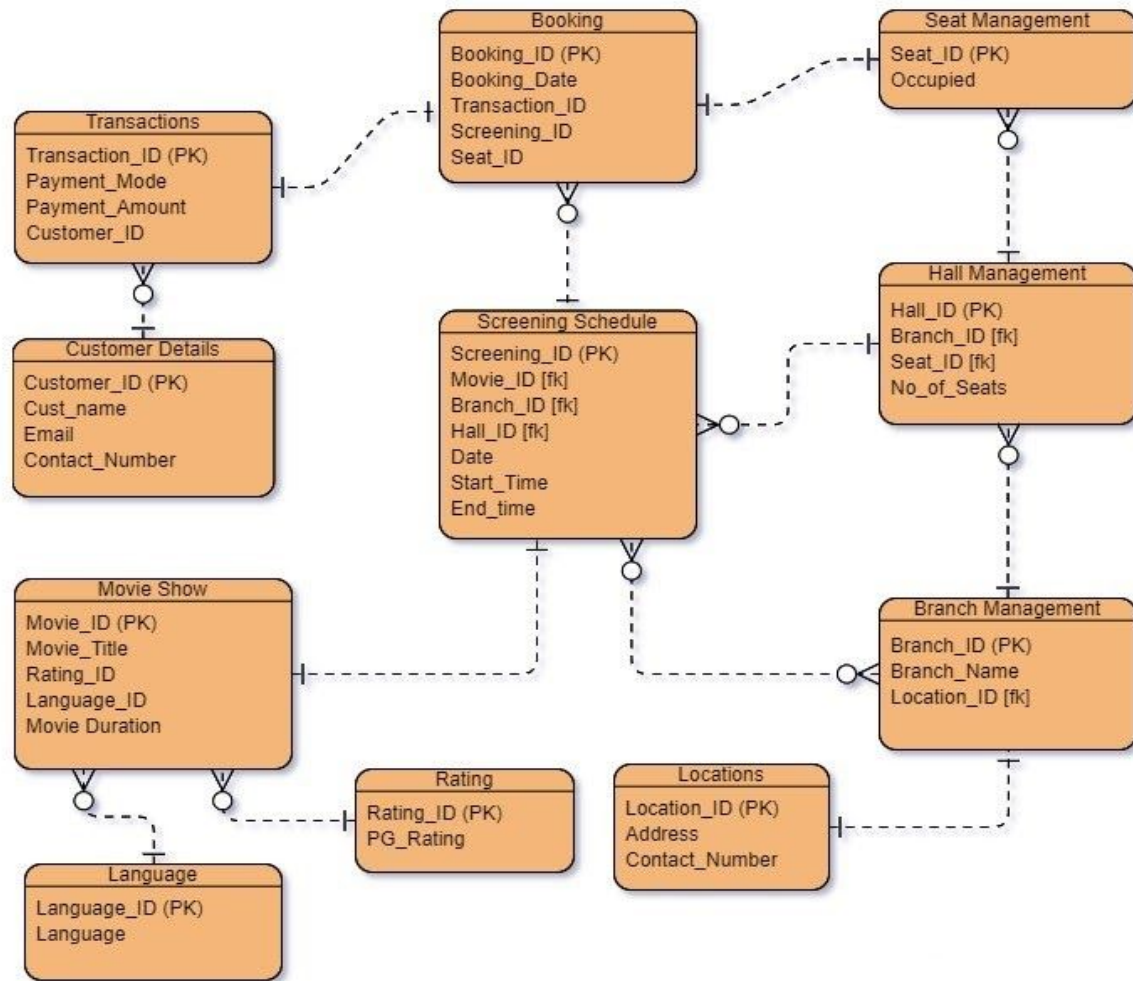 Booking
Booking_ID (PK)
Booking_Date
Transaction_ID
Screening_ID
Seat_ID
Seat Management
Seat_ID (PK)
Occupied
Transactions
Transaction_ID (PK)
Payment_Mode
Payment_Amount
Customer_ID
Hall Management
Hall_ID (PK)
Branch_ID [fk]
Seat_ID [fk]
No_of_Seats
Screening Schedule
Screening_ID (PK)
Movie_ID [fk]
Branch_ID [fk]
Hall_ID [fk]
Date
Start_Time
End_time
Customer Details
Customer_ID (PK)
Cust_name
Email
Contact_Number
Movie Show
Movie_ID (PK)
Movie_Title
Rating_ID
Language_ID
Movie Duration
Branch Management
Branch_ID (PK)
Branch_Name
Location_ID [fk]
Rating
Rating_ID (PK)
PG_Rating
Locations
Location_ID (PK)
Address
Contact_Number
Language
Language_ID (PK)
Language